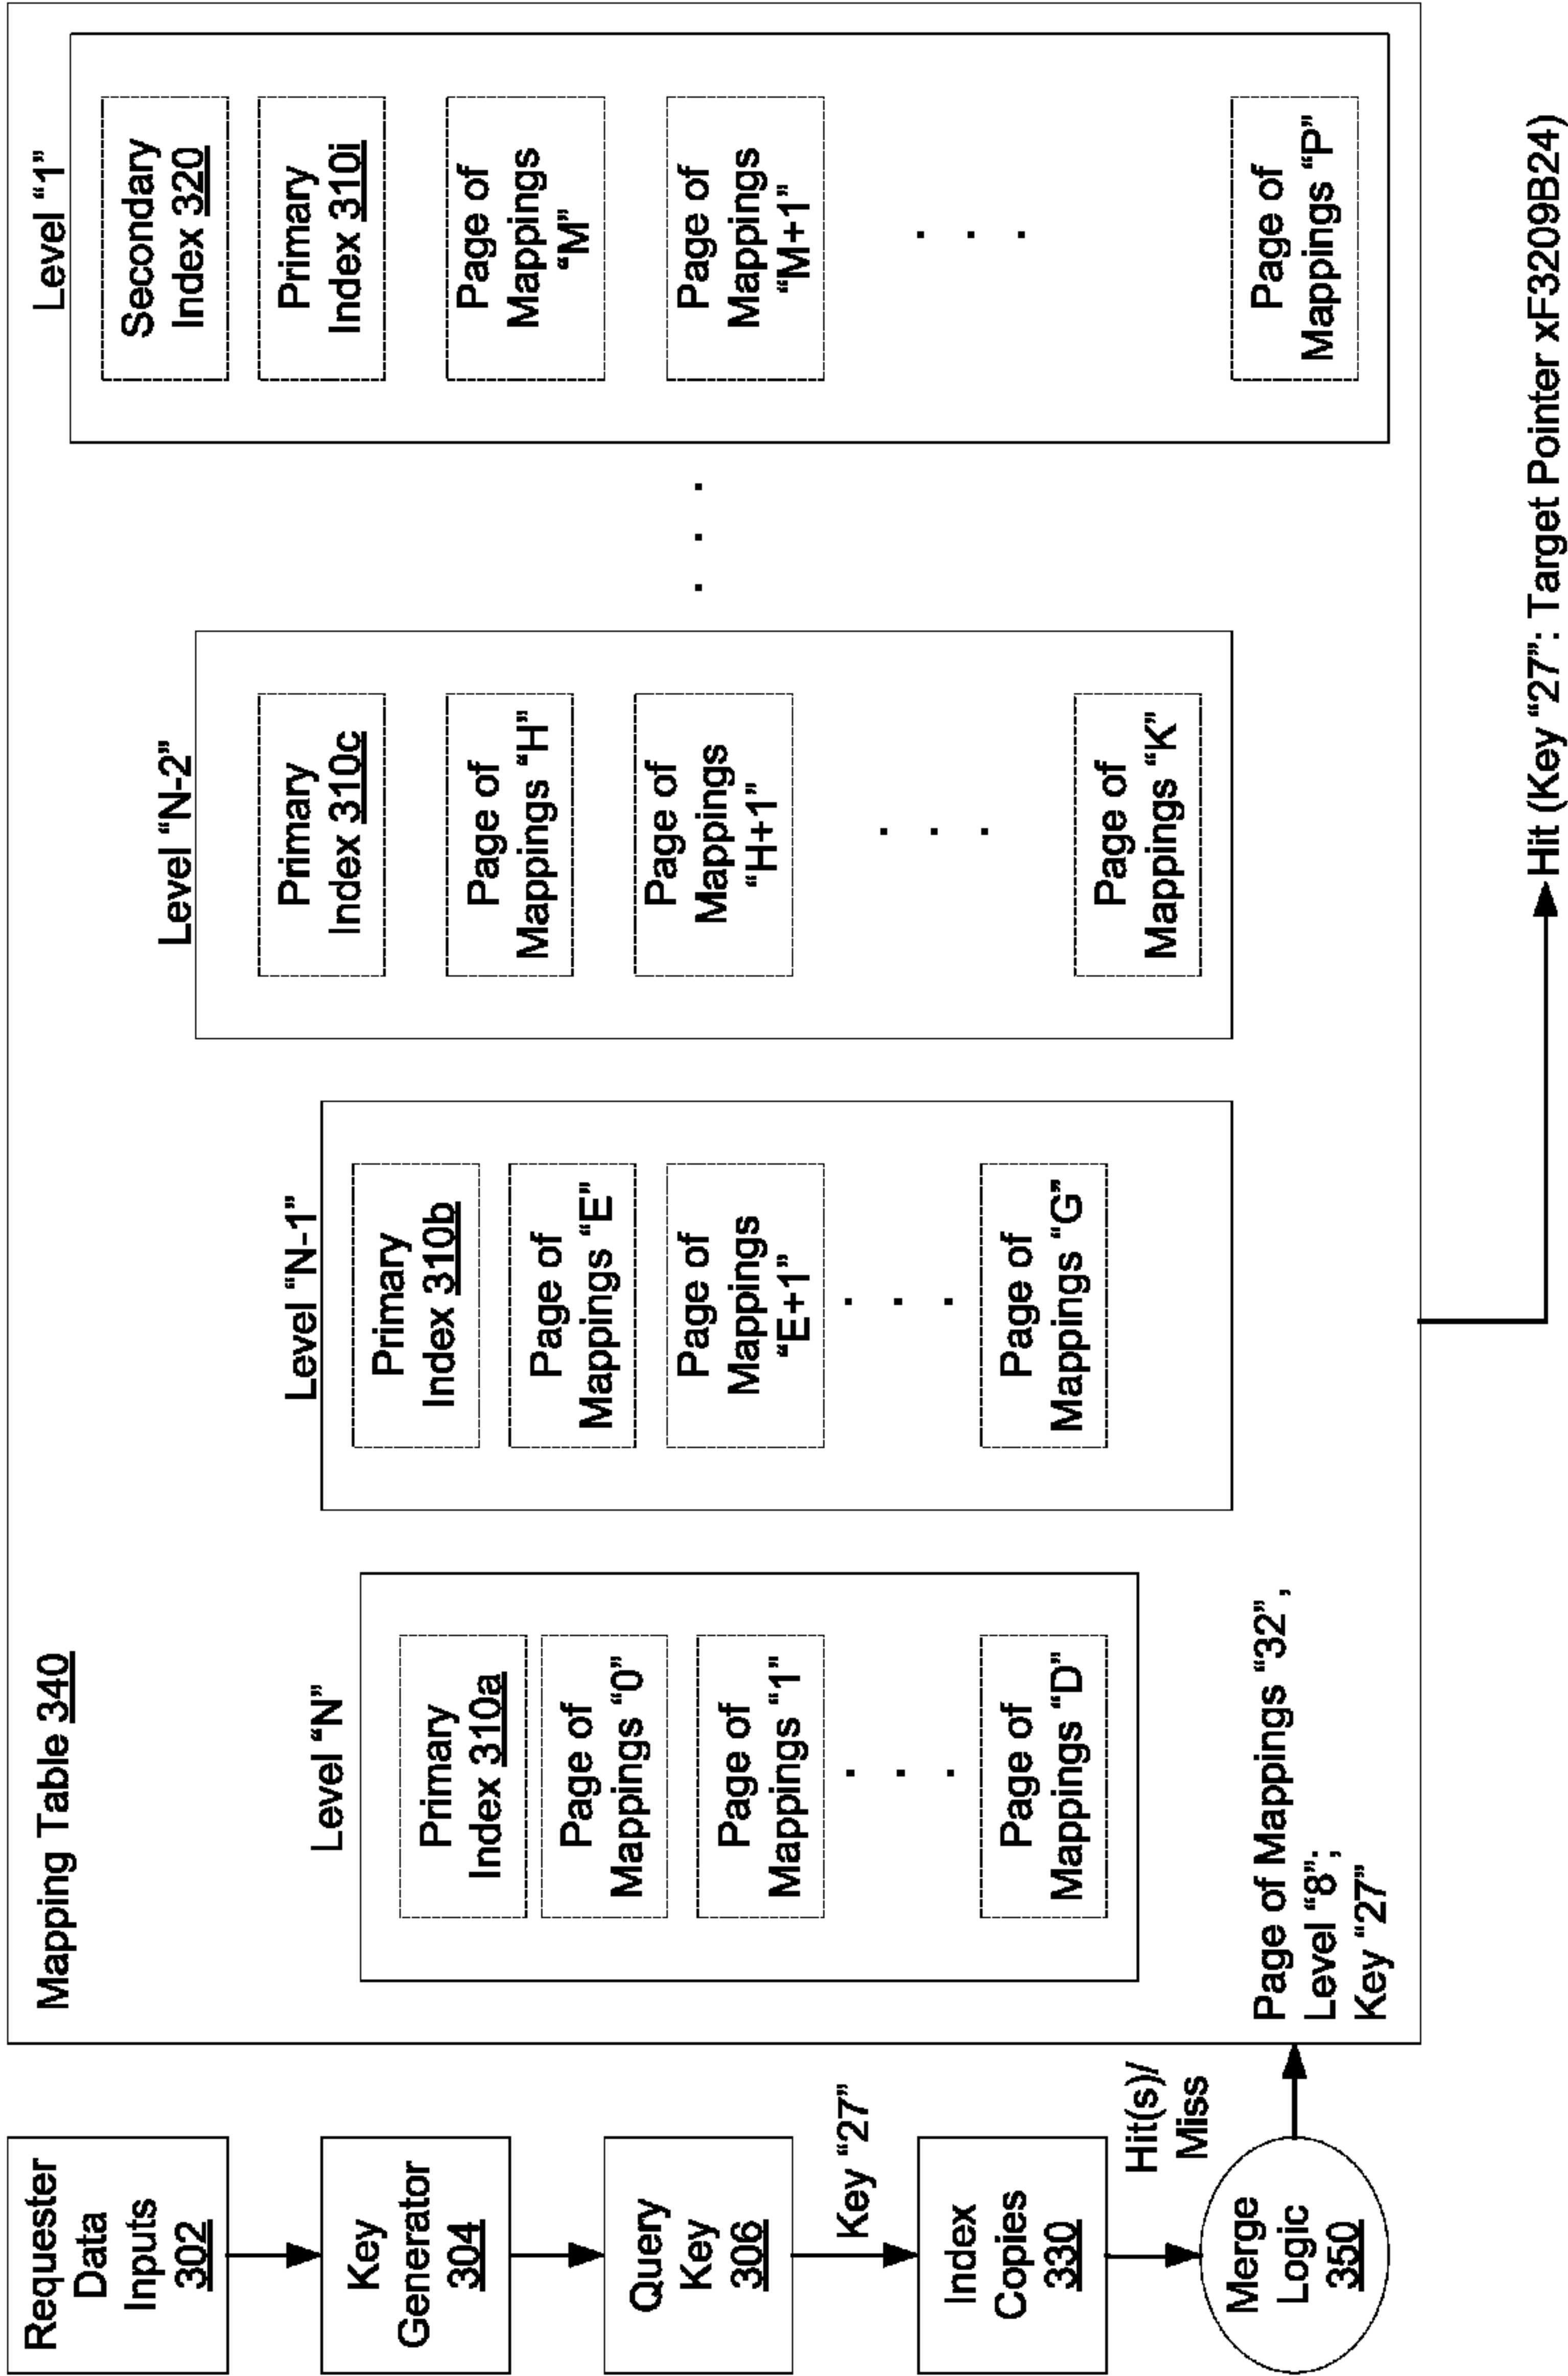 Requester
Data
Inputs
302
Key
Generator
304
Query
Key
306
Key “27”
Index
Copies
330
Hit(s)/
Miss
Merge
Logic
350
Mapping Table 340
Level “N”
Primary
Index 310a
Page of
Mappings “0”
Page of
Mappings “1”
. . .
Page of
Mappings “D”
Page of Mappings “32”,
Level “8”;
Key “27”
Level “N-1”
Primary
Index 310b
Page of
Mappings “E”
Page of
Mappings
“E+1”
. . .
Page of
Mappings “G”
Level “N-2”
Primary
Index 310c
Page of
Mappings “H”
Page of
Mappings
“H+1”
. . .
Page of
Mappings “K”
. . .
Level “1”
Secondary
Index 320
Primary
Index 310i
Page of
Mappings
“M”
Page of
Mappings
“M+1”
. . .
Page of
Mappings “P”
Hit (Key “27”: Target Pointer xF3209B24)